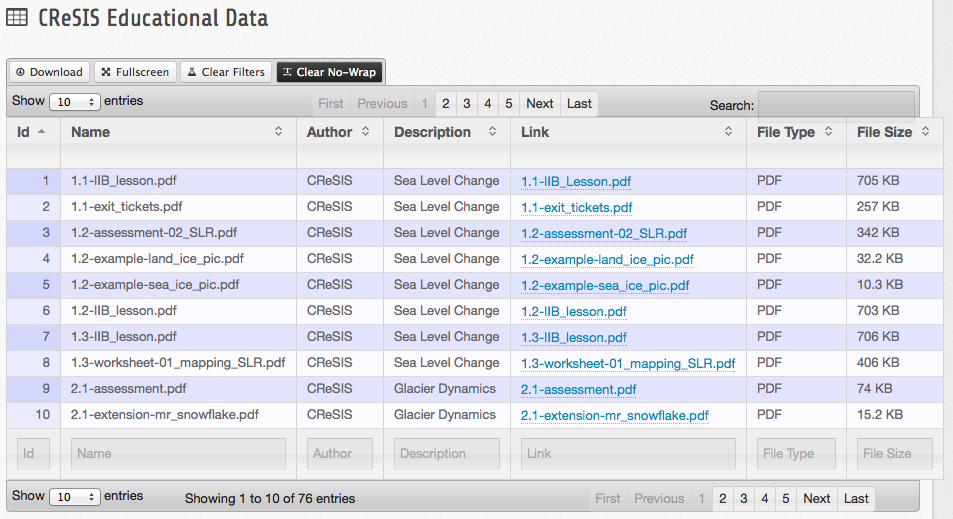 CReSIS Educational Data
Download Fullscreen Clear Filters Clear No-Wrap
Show 10 entries First Previous 1 2 3 4 5 Next Last Search:
Id Name Author Description Link File Type File Size
1 1.1-IIB_lesson.pdf CReSIS Sea Level Change 1.1-IIB_Lesson.pdf PDF 705 KB
2 1.1-exit_tickets.pdf CReSIS Sea Level Change 1.1-exit_tickets.pdf PDF 257 KB
3 1.2-assessment-02_SLR.pdf CReSIS Sea Level Change 1.2-assessment-02_SLR.pdf PDF 342 KB
4 1.2-example-land_ice_pic.pdf CReSIS Sea Level Change 1.2-example-land_ice_pic.pdf PDF 32.2 KB
5 1.2-example-sea_ice_pic.pdf CReSIS Sea Level Change 1.2-example-sea_ice_pic.pdf PDF 10.3 KB
6 1.2-IIB_lesson.pdf CReSIS Sea Level Change 1.2-IIB_lesson.pdf PDF 703 KB
7 1.3-IIB_lesson.pdf CReSIS Sea Level Change 1.3-IIB_lesson.pdf PDF 706 KB
8 1.3-worksheet-01_mapping_SLR.pdf CReSIS Sea Level Change 1.3-worksheet-01_mapping_SLR.pdf PDF 406 KB
9 2.1-assessment.pdf CReSIS Glacier Dynamics 2.1-assessment.pdf PDF 74 KB
10 2.1-extension-mr_snowflake.pdf CReSIS Glacier Dynamics 2.1-extension-mr_snowflake.pdf PDF 15.2 KB
Id Name Author Description Link File Type File Size
Show 10 entries Showing 1 to 10 of 76 entries First Previous 1 2 3 4 5 Next Last